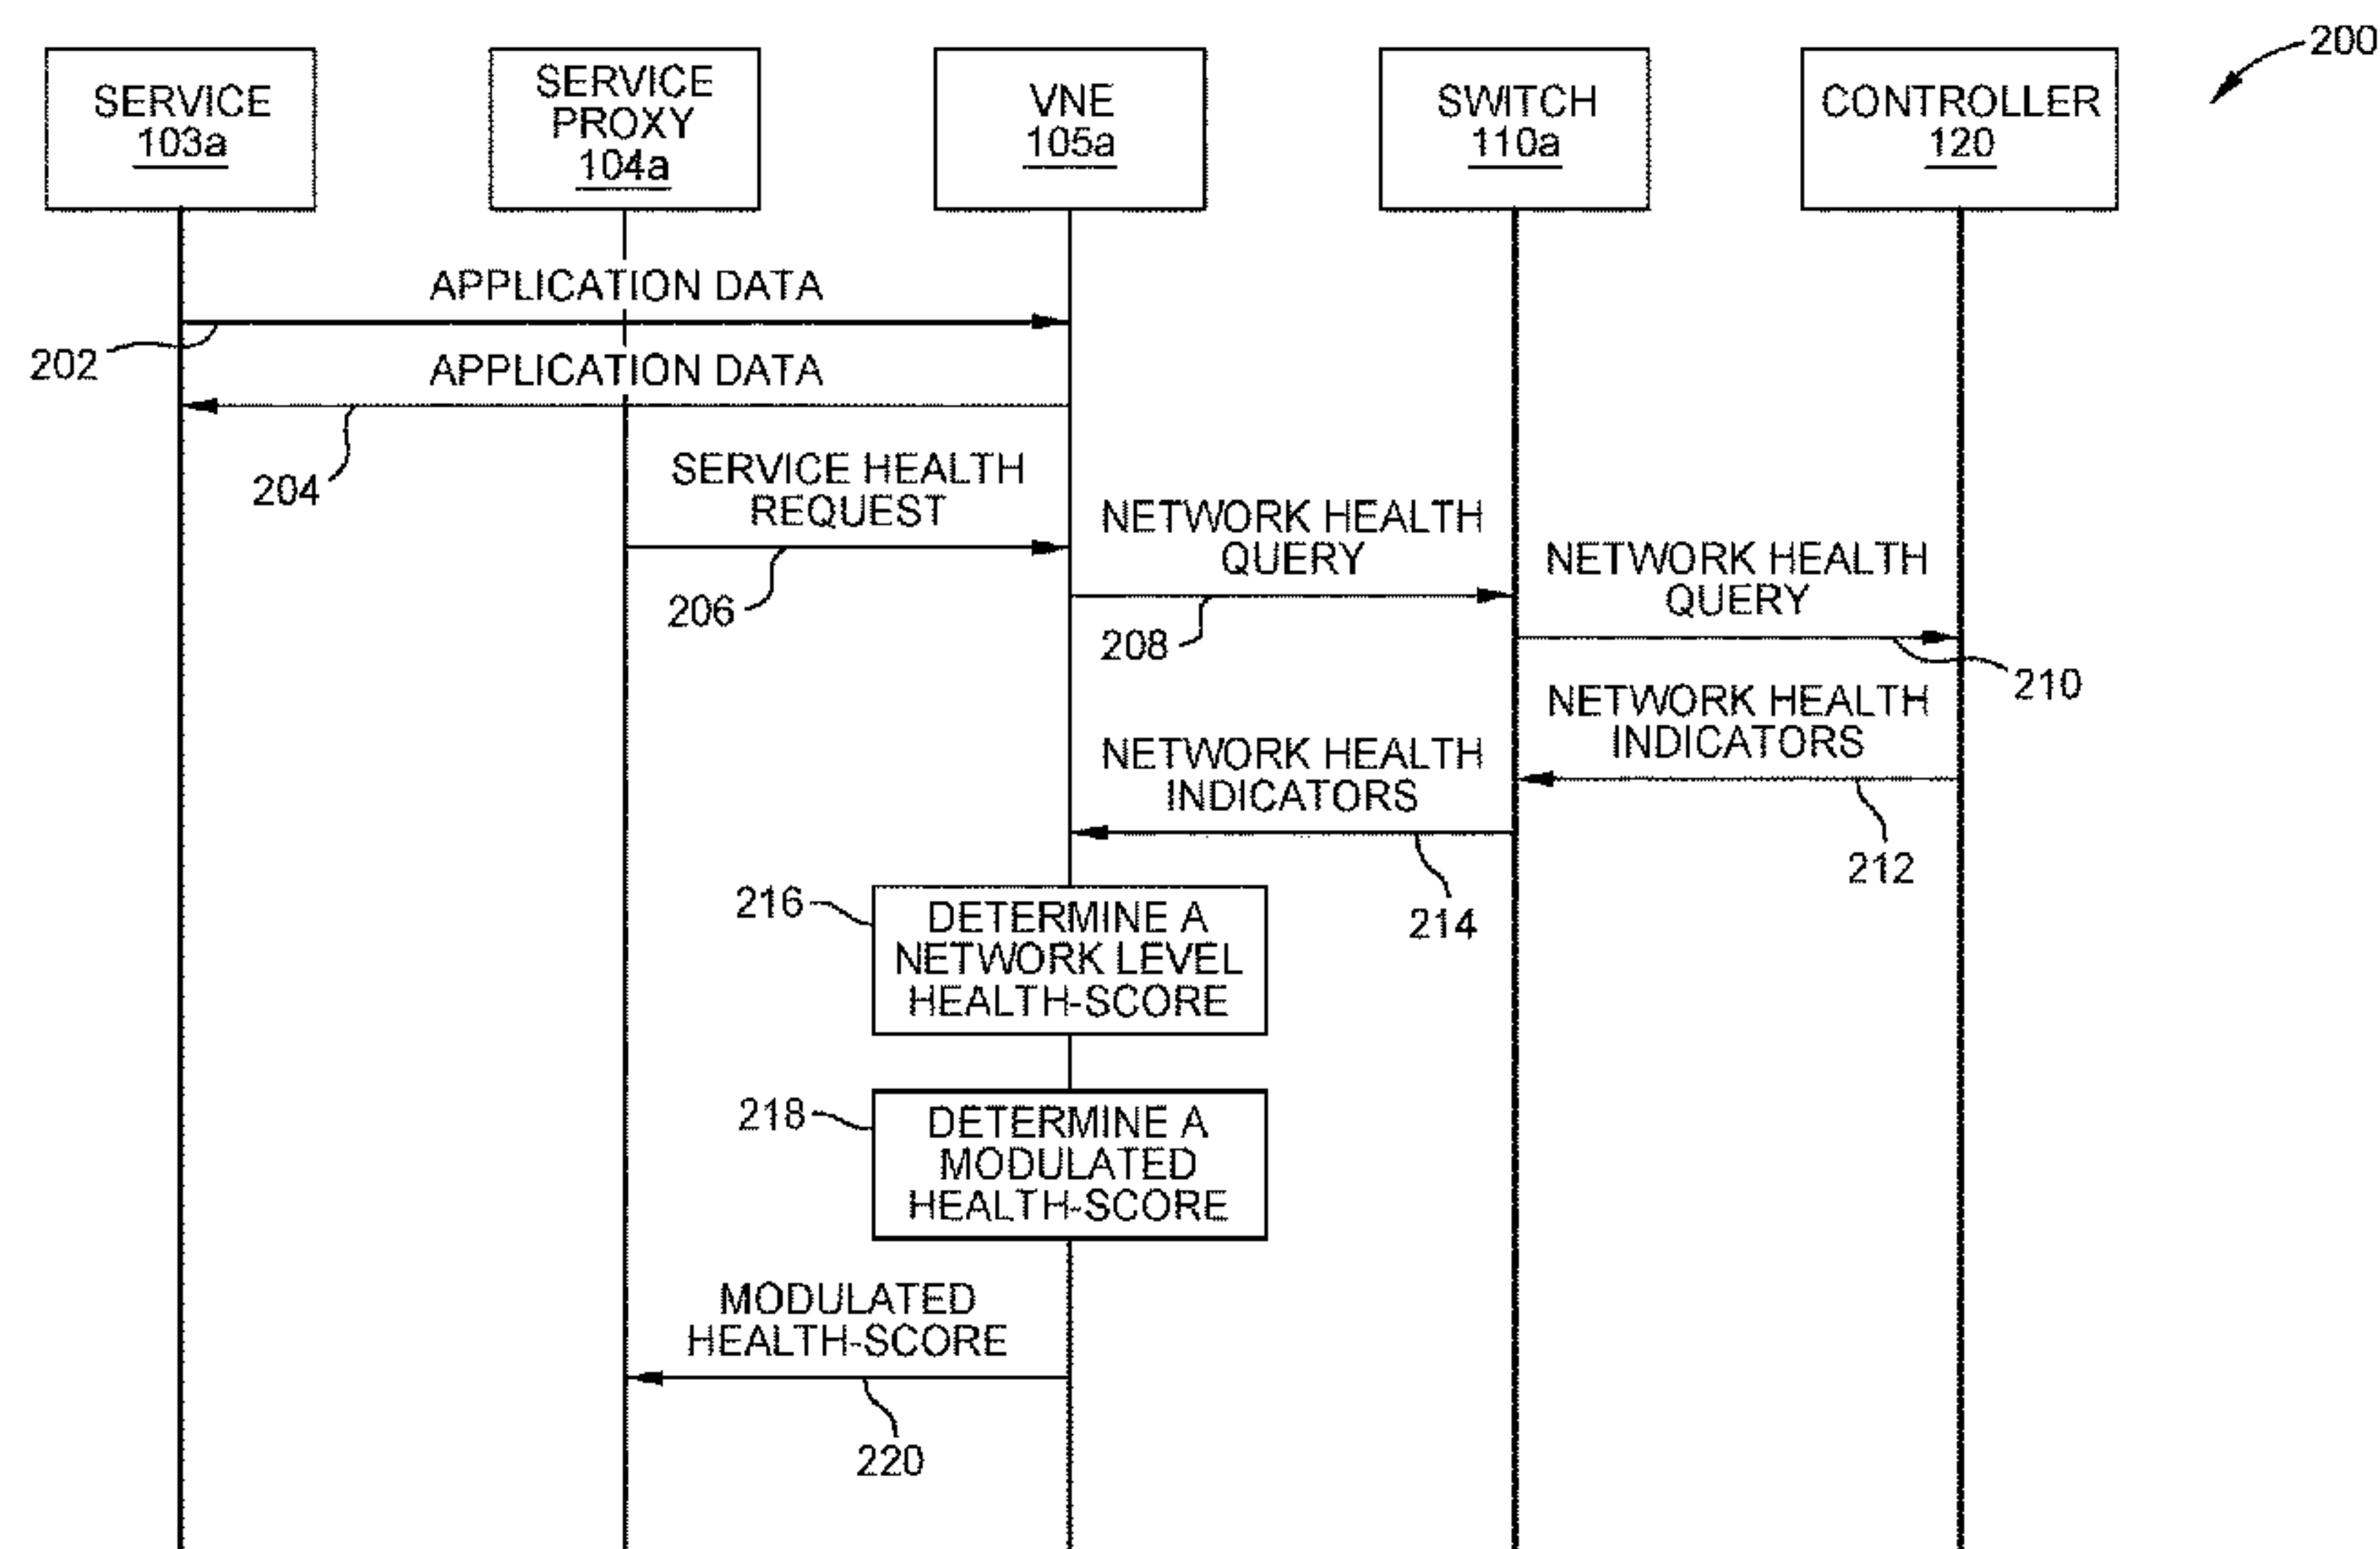 200
SERVICE
103a
SERVICE
PROXY
104a
VNE
105a
SWITCH
110a
CONTROLLER
120
APPLICATION DATA
202
APPLICATION DATA
204
SERVICE HEALTH
REQUEST
206
NETWORK HEALTH
QUERY
208
NETWORK HEALTH
QUERY
210
NETWORK HEALTH
INDICATORS
212
NETWORK HEALTH
INDICATORS
214
216
DETERMINE A
NETWORK LEVEL
HEALTH-SCORE
218
DETERMINE A
MODULATED
HEALTH-SCORE
MODULATED
HEALTH-SCORE
220